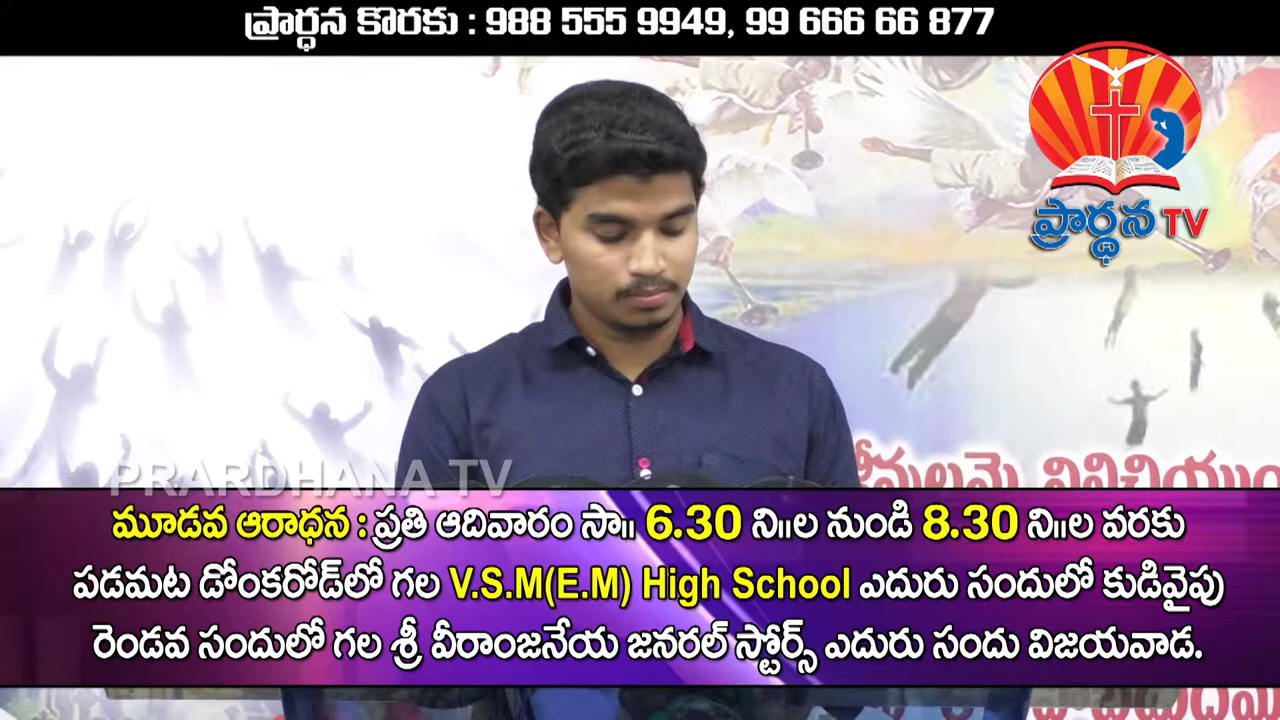 ప్రార్ధన కొరకు : 988 555 9949, 99 666 66 877
ప్రార్థన TV
PRARDHANA TV
మూడవ ఆరాధన : ప్రతి ఆదివారం సా॥ 6.30 ని॥ల నుండి 8.30 ని॥ల వరకు
పడమట డోంకరోడ్‌లో గల V.S.M(E.M) High School ఎదురు సందులో కుడివైపు
రెండవ సందులో గల శ్రీ వీరాంజనేయ జనరల్ స్టోర్స్ ఎదురు సందు విజయవాడ.